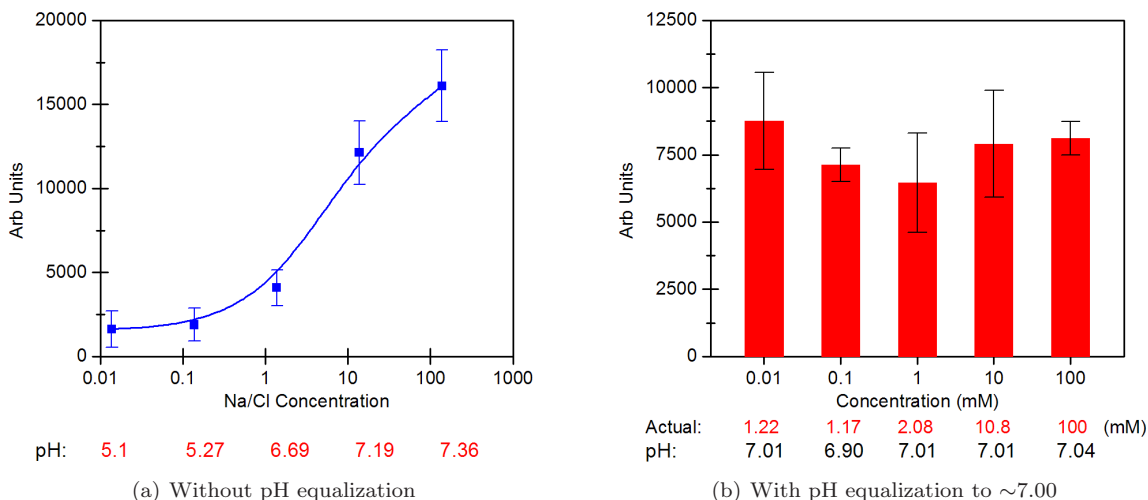 20000
15000
10000
5000
0
Arb Units
0.01 0.1 1 10 100 1000
Na/Cl Concentration
pH: 5.1 5.27 6.69 7.19 7.36
(a) Without pH equalization
12500
10000
7500
5000
2500
0
Arb Units
0.01 0.1 1 10 100
Concentration (mM)
Actual: 1.22 1.17 2.08 10.8 100 (mM)
pH: 7.01 6.90 7.01 7.01 7.04
(b) With pH equalization to ∼7.00